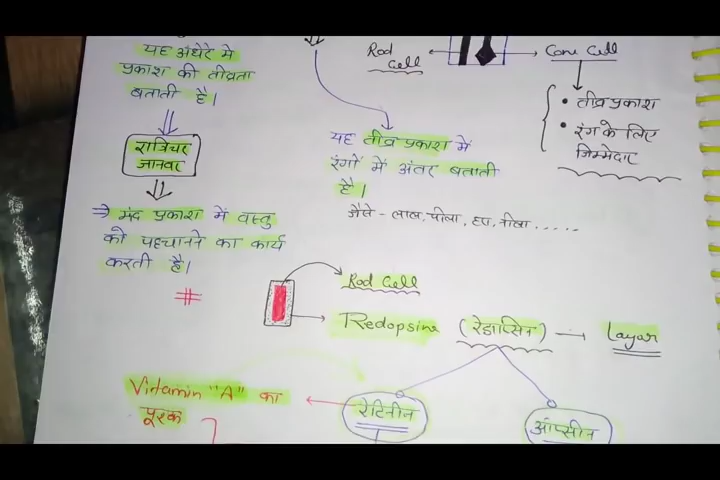 यह अंधेरे मे
प्रकाश की तीव्रता
बताती है।
रात्रिचर
जानवर
⇒ मंद प्रकाश में वस्तु
को पहचानने का कार्य
करती है।
Rod
Cell
Cone Cell
• तीव्र प्रकाश
• रंग के लिए
जिम्मेदार
यह तीव्र प्रकाश में
रंगों में अंतर बताती
है।
जैसे - लाल, पीला, हरा, नीला, ....
Rod Cell
Redopsine (रेडाप्सिन) → Layar
Vitamin "A" का
पूरक
रेटिनीन
ऑप्सीन